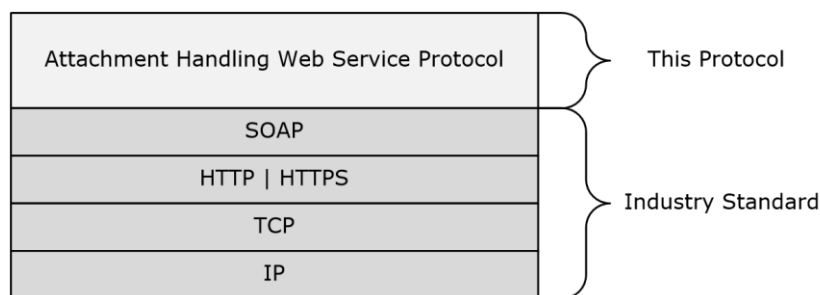 Attachment Handling Web Service Protocol
This Protocol
SOAP
HTTP | HTTPS
Industry Standard
TCP
IP